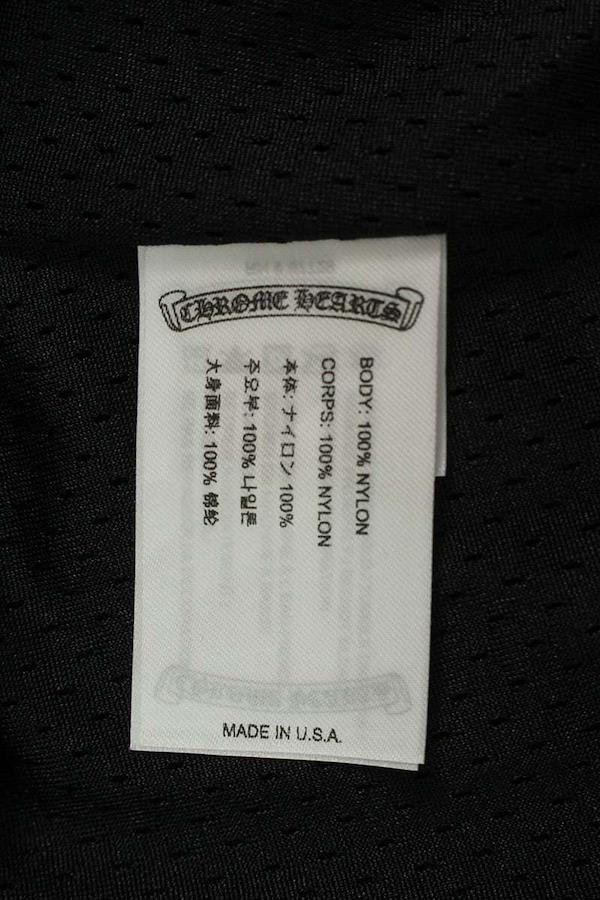 CHROME HEARTS
BODY: 100% NYLON
CORPS: 100% NYLON
本体: ナイロン 100%
주요부: 100% 나일론
大身面料: 100% 锦纶
MADE IN U.S.A.